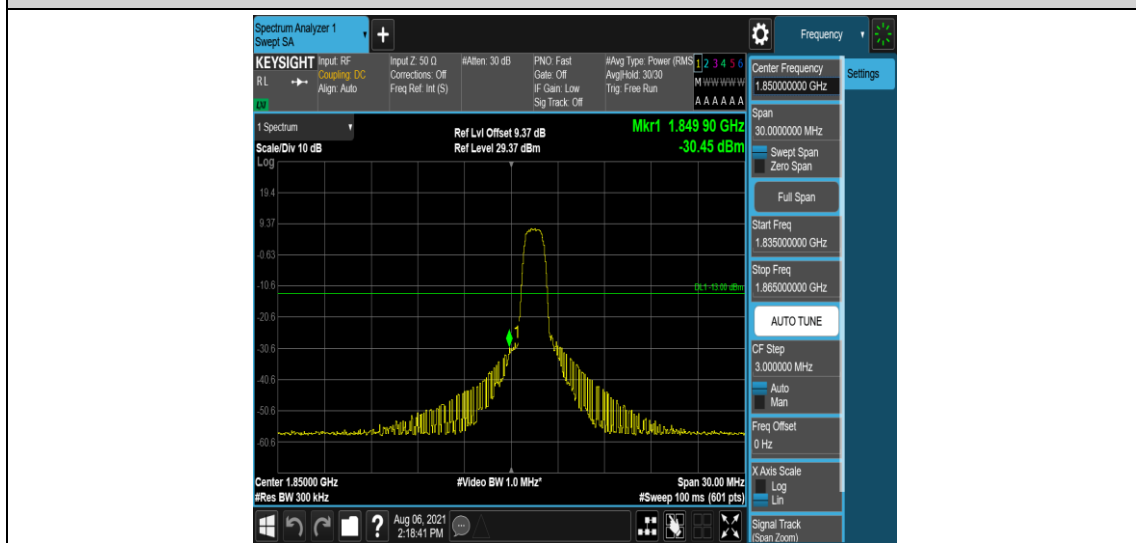 Spectrum Analyzer 1
Swept SA
Frequency
KEYSIGHT
RL
LW
Input: RF
Coupling: DC
Align: Auto
Input Z: 50 Ω
Corrections: Off
Freq Ref: Int (S)
#Atten: 30 dB
PNO: Fast
Gate: Off
IF Gain: Low
Sig Track: Off
#Avg Type: Power (RMS
Avg|Hold: 30/30
Trig: Free Run
1 2 3 4 5 6
M W W W W W
A A A A A A
Center Frequency
1.850000000 GHz
Settings
Span
30.0000000 MHz
Swept Span
Zero Span
Full Span
Start Freq
1.835000000 GHz
Stop Freq
1.865000000 GHz
AUTO TUNE
CF Step
3.000000 MHz
Auto
Man
Freq Offset
0 Hz
X Axis Scale
Log
Lin
Signal Track
(Span Zoom)
1 Spectrum
Scale/Div 10 dB
Log
Ref Lvl Offset 9.37 dB
Ref Level 29.37 dBm
Mkr1 1.849 90 GHz
-30.45 dBm
19.4
9.37
-0.63
-10.6
DL1 -13.00 dBm
-20.6
1
-30.6
-40.6
-50.6
-60.6
Center 1.85000 GHz
#Res BW 300 kHz
#Video BW 1.0 MHz*
Span 30.00 MHz
#Sweep 100 ms (601 pts)
?
Aug 06, 2021
2:18:41 PM